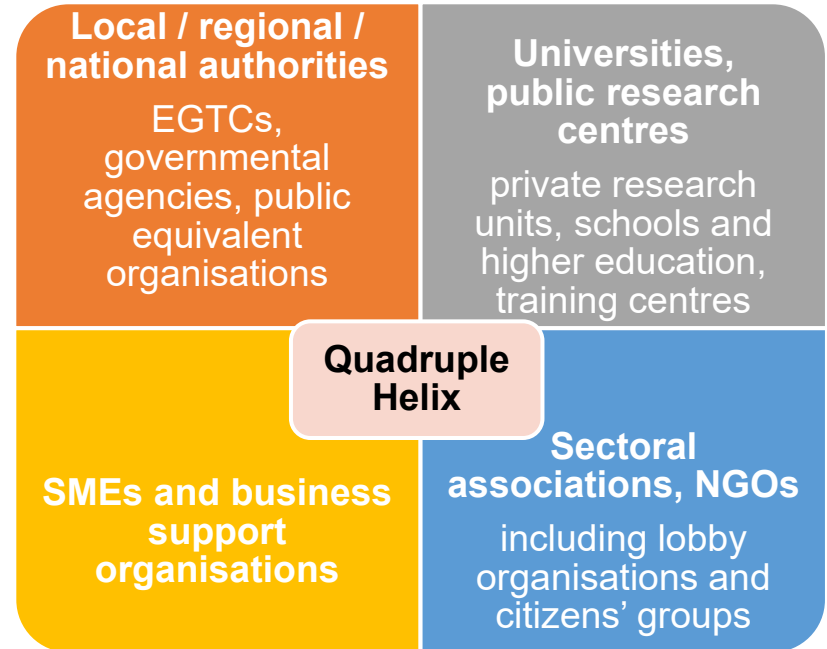 Local / regional /
national authorities
EGTCs,
governmental
agencies, public
equivalent
organisations
Universities,
public research
centres
private research
units, schools and
higher education,
training centres
Quadruple
Helix
SMEs and business
support
organisations
Sectoral
associations, NGOs
including lobby
organisations and
citizens’ groups